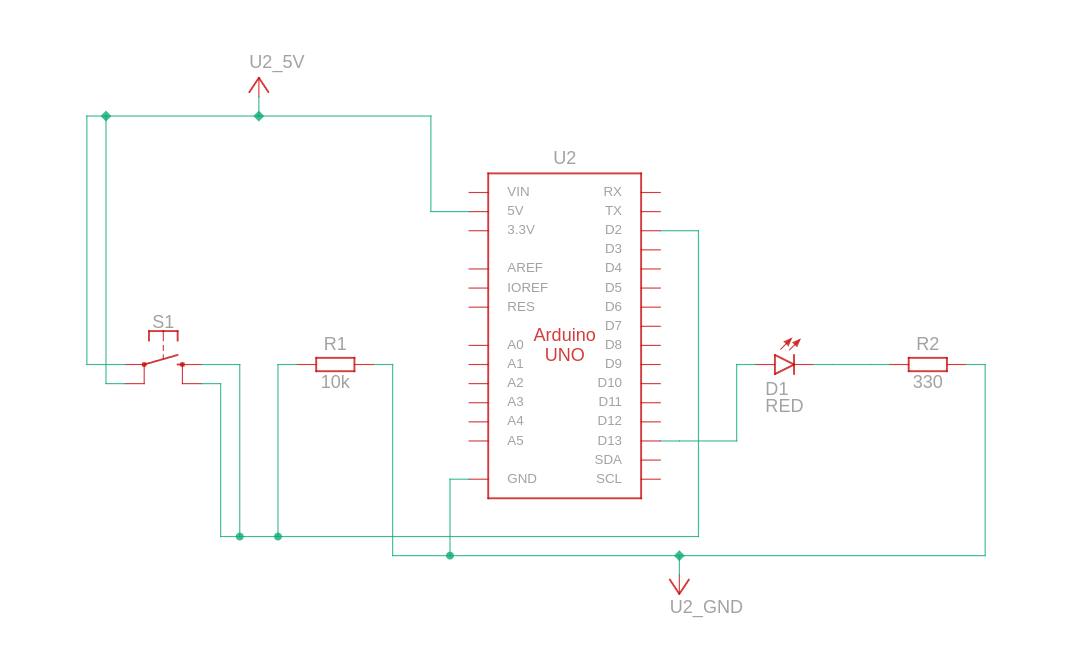 U2_5V
U2
VIN
RX
5V
TX
3.3V
D2
D3
AREF
D4
IOREF
D5
RES
D6
D7
Arduino
UNO
A0
D8
A1
D9
A2
D10
A3
D11
A4
D12
A5
D13
SDA
GND
SCL
S1
R1
10k
D1
RED
R2
330
U2_GND